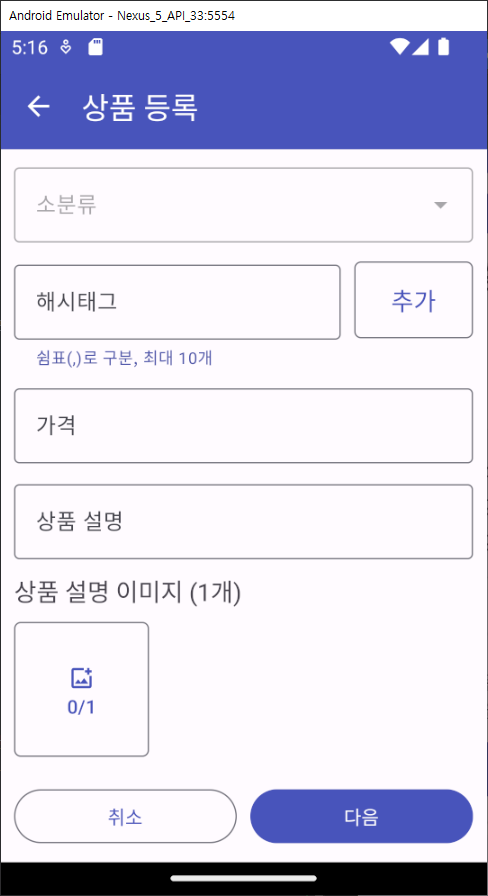 Android Emulator - Nexus_5_API_33:5554
5:16
상품 등록
소분류
해시태그
추가
쉼표(,)로 구분, 최대 10개
가격
상품 설명
상품 설명 이미지 (1개)
0/1
취소
다음